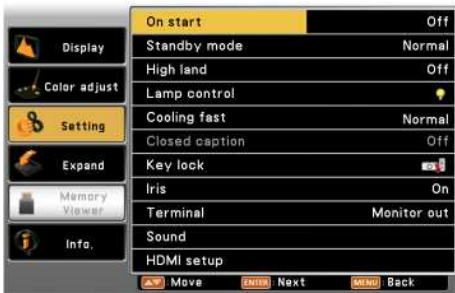 Display
Color adjust
Setting
Expand
Memory
Viewer
Info.
On start Off
Standby mode Normal
High land Off
Lamp control
Cooling fast Normal
Closed caption Off
Key lock
Iris On
Terminal Monitor out
Sound
HDMI setup
Move ENTER Next MENU Back